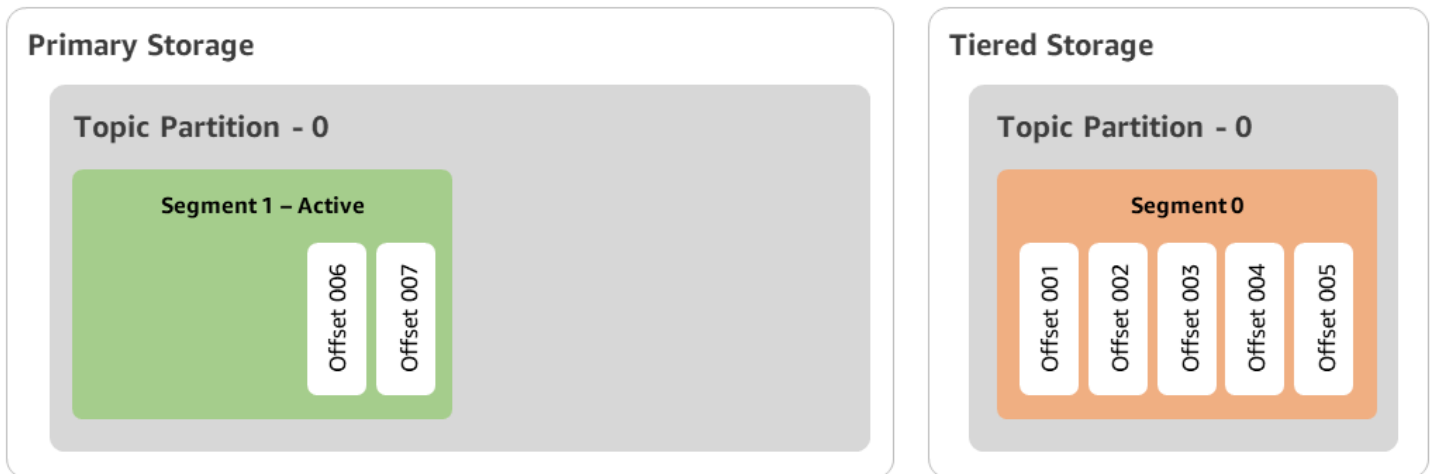 Primary Storage
Topic Partition - 0
Segment 1 – Active
Offset 006
Offset 007
Tiered Storage
Topic Partition - 0
Segment 0
Offset 001
Offset 002
Offset 003
Offset 004
Offset 005